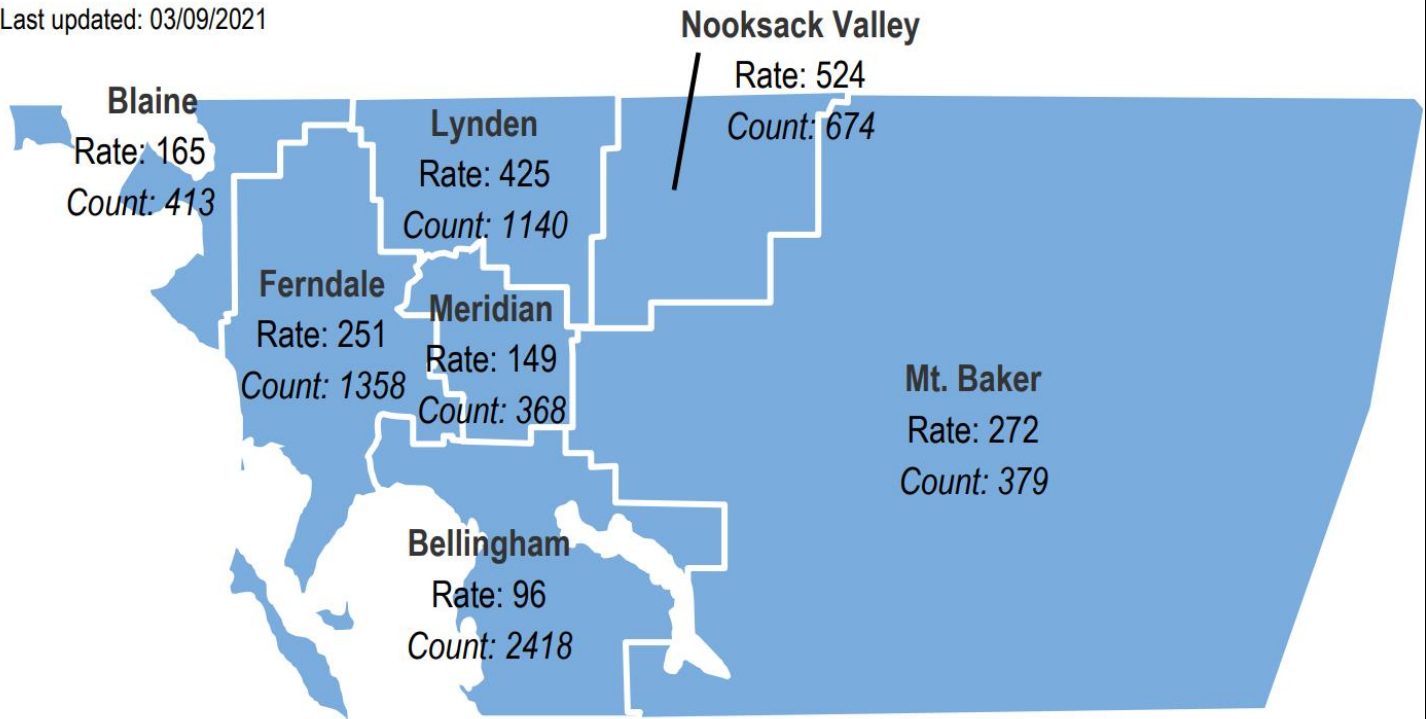 Last updated: 03/09/2021
Nooksack Valley
Rate: 524
Count: 674
Blaine
Rate: 165
Count: 413
Lynden
Rate: 425
Count: 1140
Ferndale
Rate: 251
Count: 1358
Meridian
Rate: 149
Count: 368
Mt. Baker
Rate: 272
Count: 379
Bellingham
Rate: 96
Count: 2418